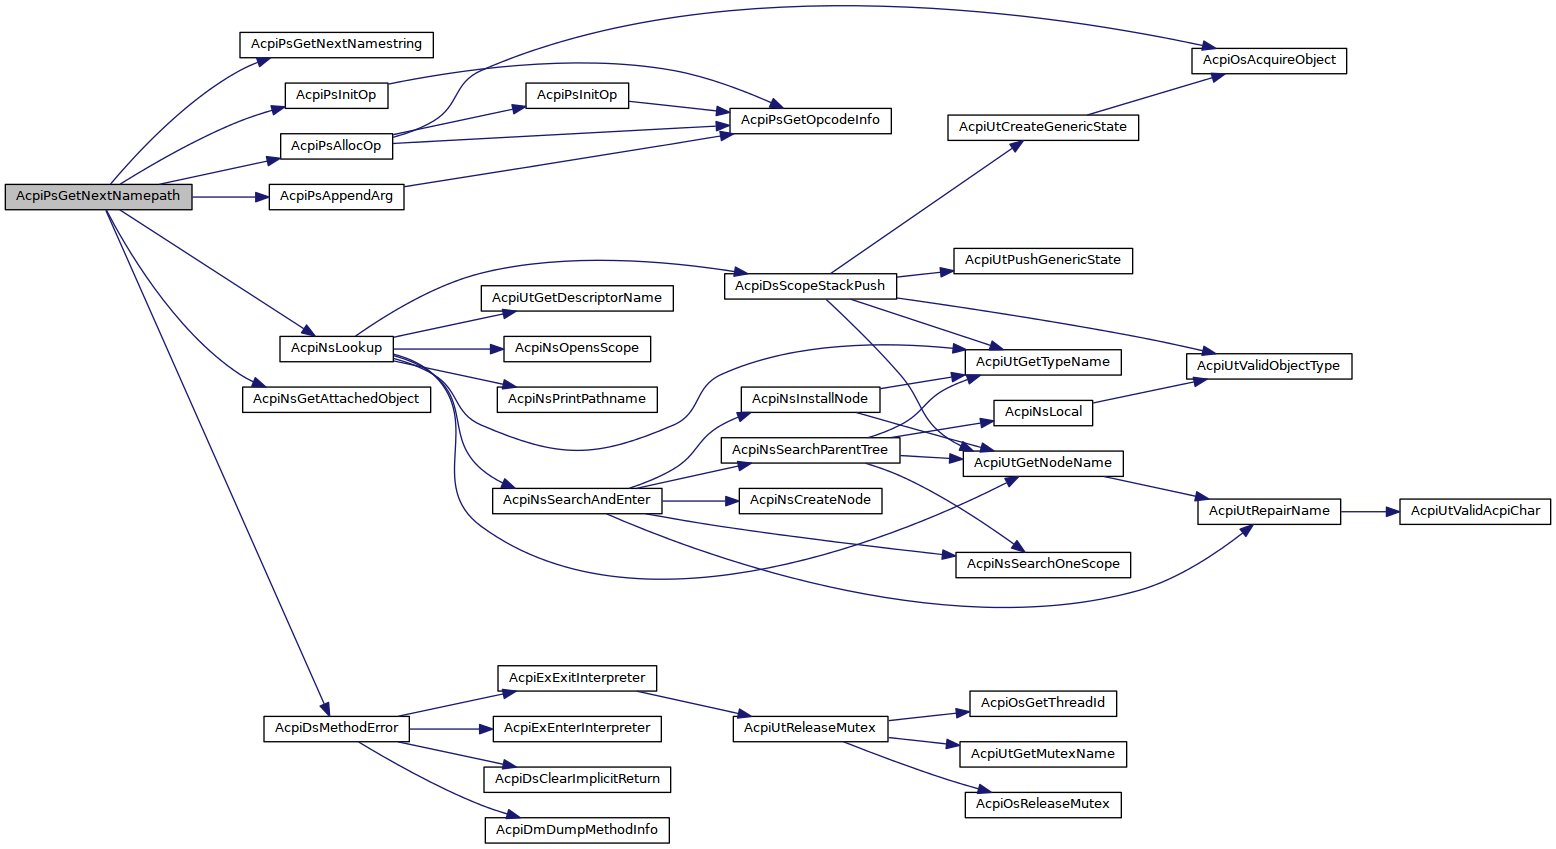 AcpiPsGetNextNamepath
AcpiPsGetNextNamestring
AcpiPsInitOp
AcpiPsAllocOp
AcpiPsAppendArg
AcpiNsLookup
AcpiNsGetAttachedObject
AcpiDsMethodError
AcpiPsInitOp
AcpiUtGetDescriptorName
AcpiNsOpensScope
AcpiNsPrintPathname
AcpiNsSearchAndEnter
AcpiExExitInterpreter
AcpiExEnterInterpreter
AcpiDsClearImplicitReturn
AcpiDmDumpMethodInfo
AcpiPsGetOpcodeInfo
AcpiDsScopeStackPush
AcpiNsInstallNode
AcpiNsSearchParentTree
AcpiNsCreateNode
AcpiUtReleaseMutex
AcpiUtCreateGenericState
AcpiUtPushGenericState
AcpiUtGetTypeName
AcpiNsLocal
AcpiUtGetNodeName
AcpiNsSearchOneScope
AcpiOsGetThreadId
AcpiUtGetMutexName
AcpiOsReleaseMutex
AcpiOsAcquireObject
AcpiUtValidObjectType
AcpiUtRepairName
AcpiUtValidAcpiChar